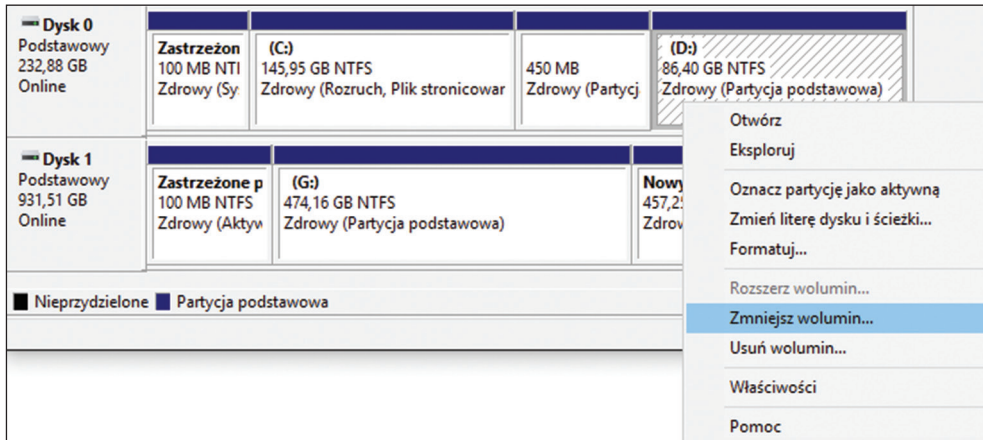 Dysk 0
Podstawowy
232,88 GB
Online
Zastrzeżon
100 MB NTI
Zdrowy (Sy
(C:)
145,95 GB NTFS
Zdrowy (Rozruch, Plik stronicowar
450 MB
Zdrowy (Partycj
(D:)
86,40 GB NTFS
Zdrowy (Partycja podstawowa)
Dysk 1
Podstawowy
931,51 GB
Online
Zastrzeżone p
100 MB NTFS
Zdrowy (Aktyw
(G:)
474,16 GB NTFS
Zdrowy (Partycja podstawowa)
Nowy
457,2
Zdrov
Nieprzydzielone Partycja podstawowa
Otwórz
Eksploruj
Oznacz partycję jako aktywną
Zmień literę dysku i ścieżki...
Formatuj...
Rozszerz wolumin...
Zmniejsz wolumin...
Usuń wolumin...
Właściwości
Pomoc